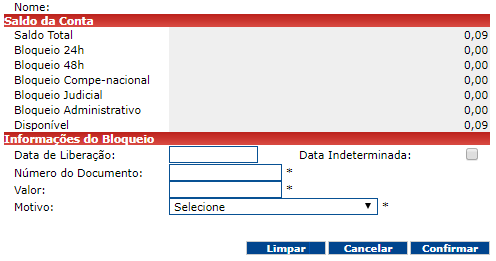 Nome:
Saldo da Conta
Saldo Total 0,09
Bloqueio 24h 0,00
Bloqueio 48h 0,00
Bloqueio Compe-nacional 0,00
Bloqueio Judicial 0,00
Bloqueio Administrativo 0,00
Disponível 0,09
Informações do Bloqueio
Data de Liberação: Data Indeterminada:
Número do Documento: *
Valor: *
Motivo: Selecione *
Limpar Cancelar Confirmar